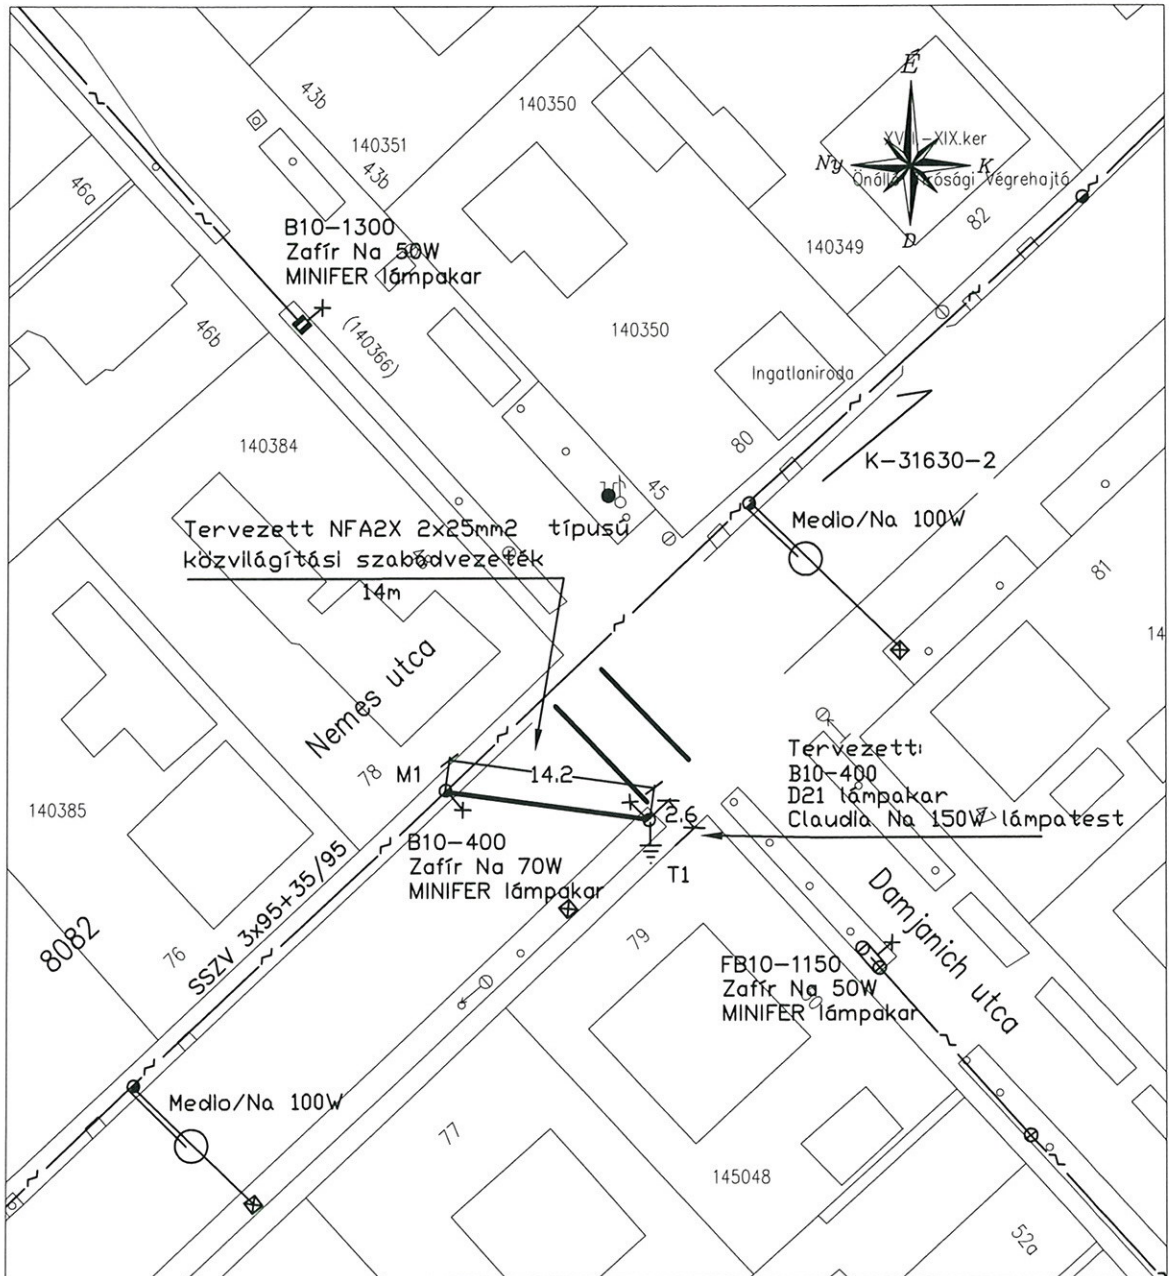 43b
140350
140351
43b
É
XVIII.-XIX.ker
Ny
K
Végrehajtó
D
46a
82
140349
B10-1300
Zafír Na 50W
MINIFER lámpakar
46b
(140366)
140350
Ingatlaniroda
80
K-31630-2
140384
45
Medio/Na 100W
Tervezett NFA2X 2x25mm2 típusú
közvilágítási szabadvezeték
14m
81
14
Nemes utca
78
M1
14.2
2.6
Tervezett:
B10-400
D21 lámpakar
Claudia Na 150W lámpatest
140385
B10-400
Zafír Na 70W
MINIFER lámpakar
T1
SSZV 3x95+35/95
8082
76
79
Damjanich utca
FB10-1150
Zafír Na 50W
MINIFER lámpakar
Medio/Na 100W
77
145048
52a